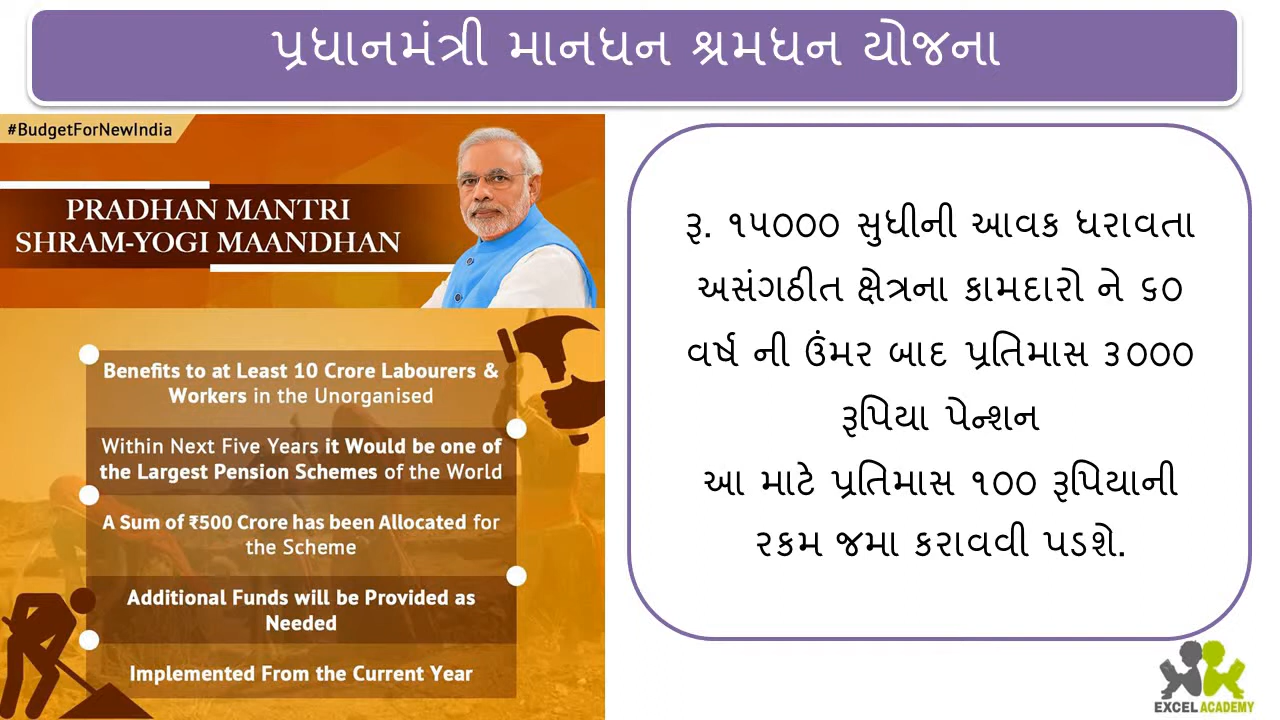 પ્રધાનમંત્રી માનધન શ્રમધન યોજના
#BudgetForNewIndia
PRADHAN MANTRI
SHRAM-YOGI MAANDHAN
Benefits to at Least 10 Crore Labourers &
Workers in the Unorganised
Within Next Five Years it Would be one of
the Largest Pension Schemes of the World
A Sum of ₹500 Crore has been Allocated for
the Scheme
Additional Funds will be Provided as
Needed
Implemented From the Current Year
રૂ. ૧૫૦૦૦ સુધીની આવક ધરાવતા
અસંગઠીત ક્ષેત્રના કામદારો ને ૬૦
વર્ષ ની ઉંમર બાદ પ્રતિમાસ ૩૦૦૦
રૂપિયા પેન્શન
આ માટે પ્રતિમાસ ૧૦૦ રૂપિયાની
રકમ જમા કરાવવી પડશે.
EXCEL ACADEMY